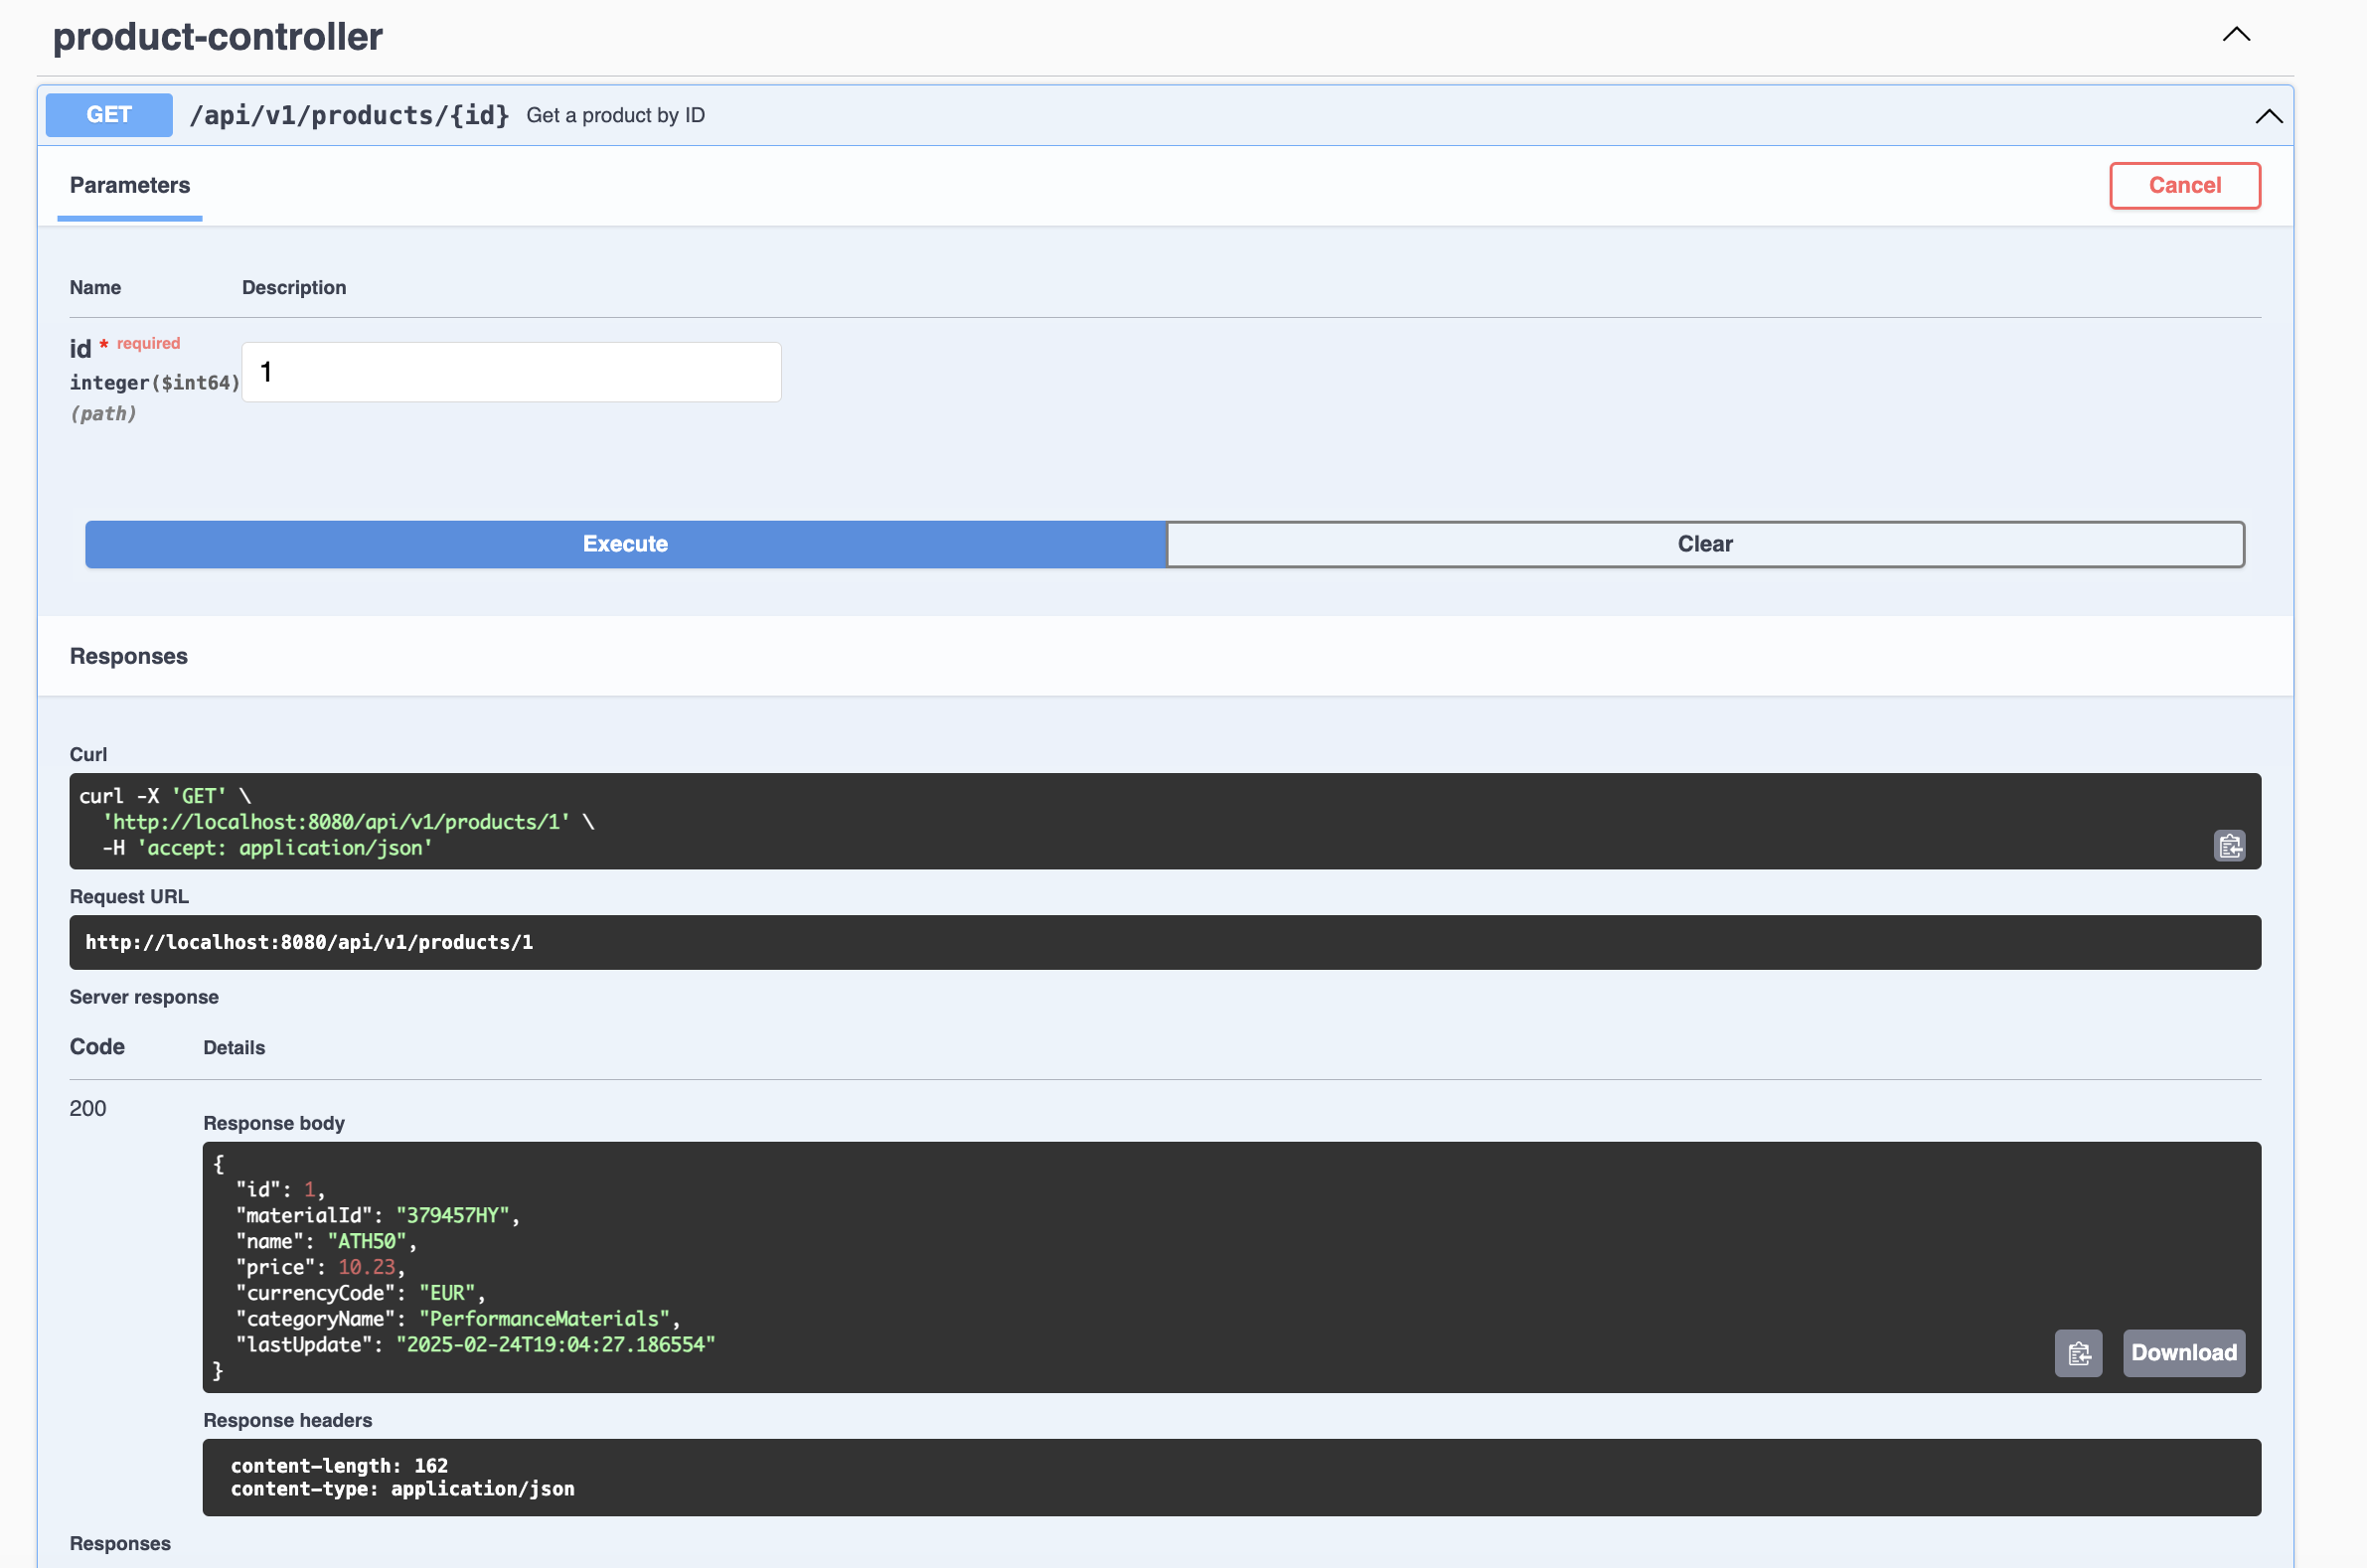 product-controller
GET /api/v1/products/{id} Get a product by ID
Parameters
Cancel
Name Description
id * required
integer($int64)
(path)
1
Execute Clear
Responses
Curl
curl -X 'GET' \
  'http://localhost:8080/api/v1/products/1' \
  -H 'accept: application/json'
Request URL
http://localhost:8080/api/v1/products/1
Server response
Code Details
200
Response body
{
  "id": 1,
  "materialId": "379457HY",
  "name": "ATH50",
  "price": 10.23,
  "currencyCode": "EUR",
  "categoryName": "PerformanceMaterials",
  "lastUpdate": "2025-02-24T19:04:27.186554"
}
Download
Response headers
content-length: 162
content-type: application/json
Responses